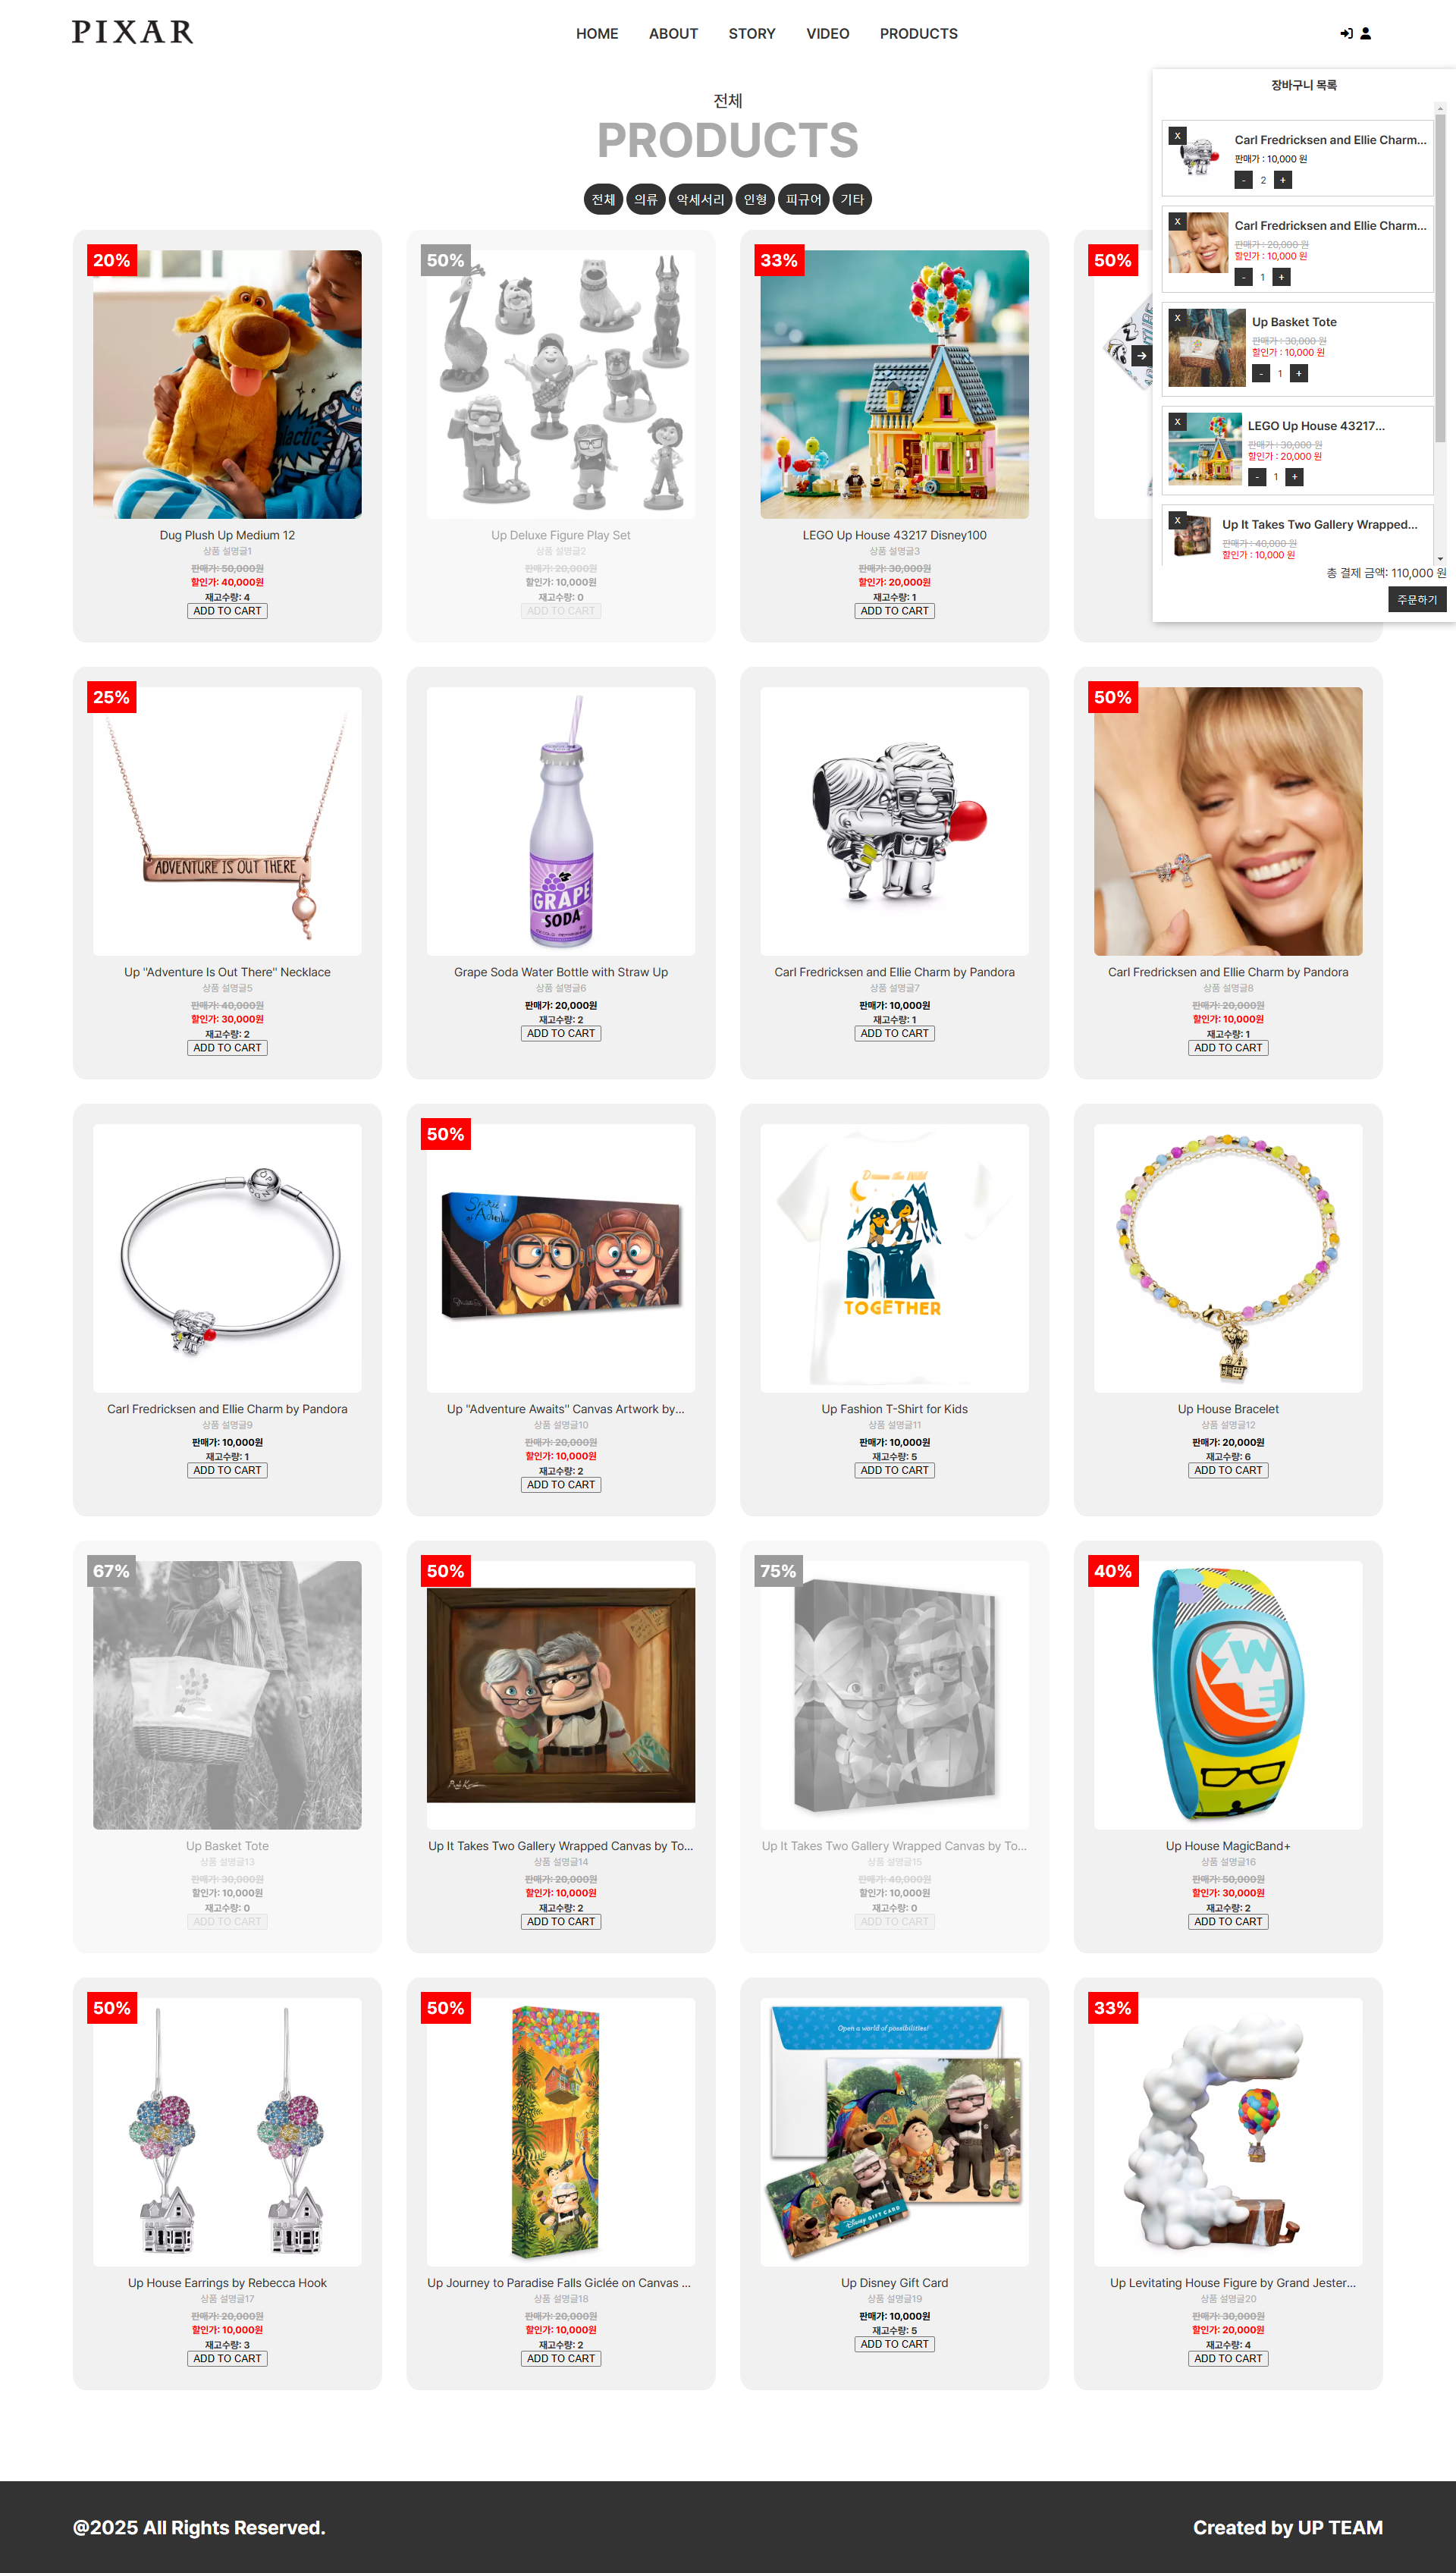 PIXAR
HOME ABOUT STORY VIDEO PRODUCTS
전체
PRODUCTS
전체 의류 악세서리 인형 피규어 기타
장바구니 목록
X
Carl Fredricksen and Ellie Charm...
판매가 : 10,000 원
- 2 +
X
Carl Fredricksen and Ellie Charm...
판매가 : 20,000 원
할인가 : 10,000 원
- 1 +
X
Up Basket Tote
판매가 : 30,000 원
할인가 : 10,000 원
- 1 +
X
LEGO Up House 43217...
판매가 : 30,000 원
할인가 : 20,000 원
- 1 +
X
Up It Takes Two Gallery Wrapped...
판매가 : 40,000 원
할인가 : 10,000 원
총 결제 금액: 110,000 원
주문하기
20%
Dug Plush Up Medium 12
상품 설명글1
판매가: 50,000원
할인가: 40,000원
재고수량: 4
ADD TO CART
50%
Up Deluxe Figure Play Set
상품 설명글2
판매가: 20,000원
할인가: 10,000원
재고수량: 0
ADD TO CART
33%
LEGO Up House 43217 Disney100
상품 설명글3
판매가: 30,000원
할인가: 20,000원
재고수량: 1
ADD TO CART
50%
25%
ADVENTURE IS OUT THERE
Up "Adventure Is Out There" Necklace
상품 설명글5
판매가: 40,000원
할인가: 30,000원
재고수량: 2
ADD TO CART
GRAPE
SODA
Grape Soda Water Bottle with Straw Up
상품 설명글6
판매가: 20,000원
재고수량: 2
ADD TO CART
Carl Fredricksen and Ellie Charm by Pandora
상품 설명글7
판매가: 10,000원
재고수량: 1
ADD TO CART
50%
Carl Fredricksen and Ellie Charm by Pandora
상품 설명글8
판매가: 20,000원
할인가: 10,000원
재고수량: 1
ADD TO CART
Carl Fredricksen and Ellie Charm by Pandora
상품 설명글9
판매가: 10,000원
재고수량: 1
ADD TO CART
50%
Spirit
of Adventure
Up "Adventure Awaits" Canvas Artwork by...
상품 설명글10
판매가: 20,000원
할인가: 10,000원
재고수량: 2
ADD TO CART
Dream the Wild
TOGETHER
Up Fashion T-Shirt for Kids
상품 설명글11
판매가: 10,000원
재고수량: 5
ADD TO CART
Up House Bracelet
상품 설명글12
판매가: 20,000원
재고수량: 6
ADD TO CART
67%
Up Basket Tote
상품 설명글13
판매가: 30,000원
할인가: 10,000원
재고수량: 0
ADD TO CART
50%
Up It Takes Two Gallery Wrapped Canvas by To...
상품 설명글14
판매가: 20,000원
할인가: 10,000원
재고수량: 2
ADD TO CART
75%
Up It Takes Two Gallery Wrapped Canvas by To...
상품 설명글15
판매가: 40,000원
할인가: 10,000원
재고수량: 0
ADD TO CART
40%
Up House MagicBand+
상품 설명글16
판매가: 50,000원
할인가: 30,000원
재고수량: 2
ADD TO CART
50%
Up House Earrings by Rebecca Hook
상품 설명글17
판매가: 20,000원
할인가: 10,000원
재고수량: 3
ADD TO CART
50%
Up Journey to Paradise Falls Giclée on Canvas ...
상품 설명글18
판매가: 20,000원
할인가: 10,000원
재고수량: 2
ADD TO CART
Open a world of possibilities!
Disney GIFT CARD
Up Disney Gift Card
상품 설명글19
판매가: 10,000원
재고수량: 5
ADD TO CART
33%
Up Levitating House Figure by Grand Jester...
상품 설명글20
판매가: 30,000원
할인가: 20,000원
재고수량: 4
ADD TO CART
@2025 All Rights Reserved.
Created by UP TEAM